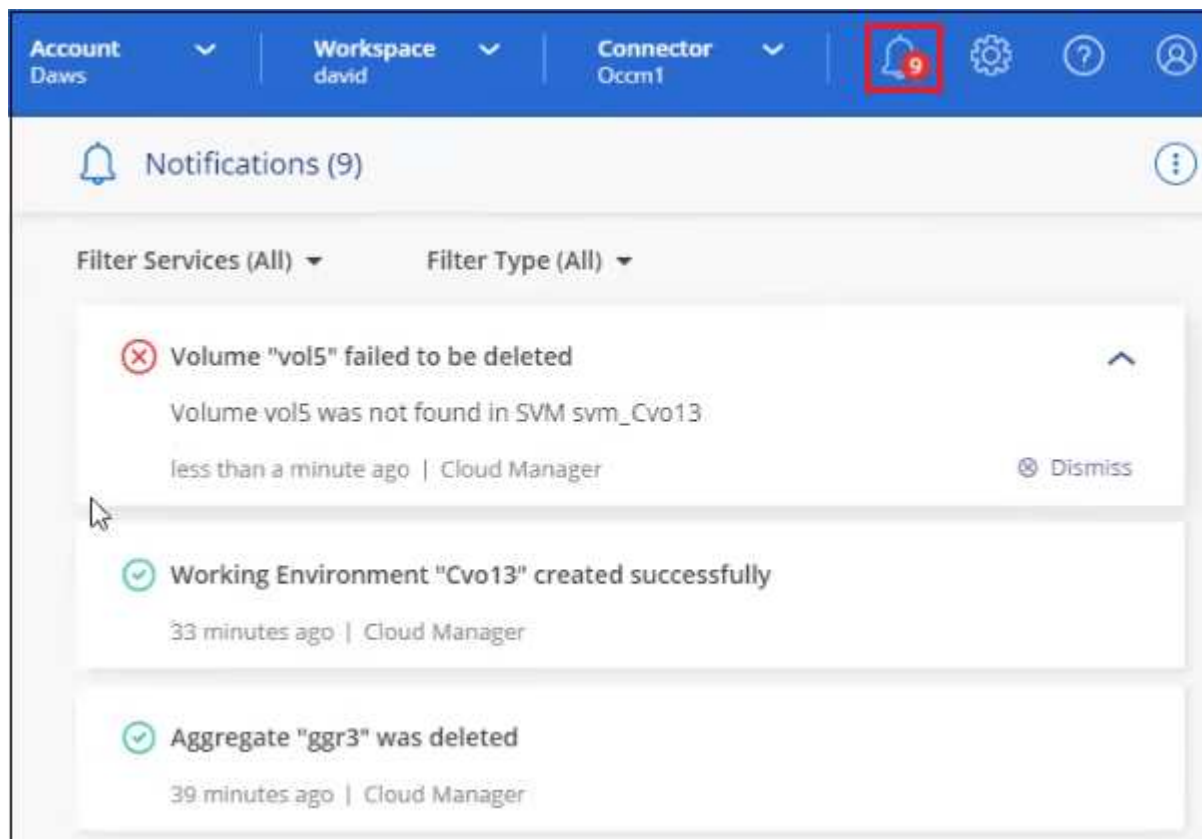 Account Workspace Connector
Daws david Occm1
9
?
Notifications (9)
Filter Services (All) Filter Type (All)
Volume "vol5" failed to be deleted
Volume vol5 was not found in SVM svm_Cvo13
less than a minute ago | Cloud Manager Dismiss
Working Environment "Cvo13" created successfully
33 minutes ago | Cloud Manager
Aggregate "ggr3" was deleted
39 minutes ago | Cloud Manager